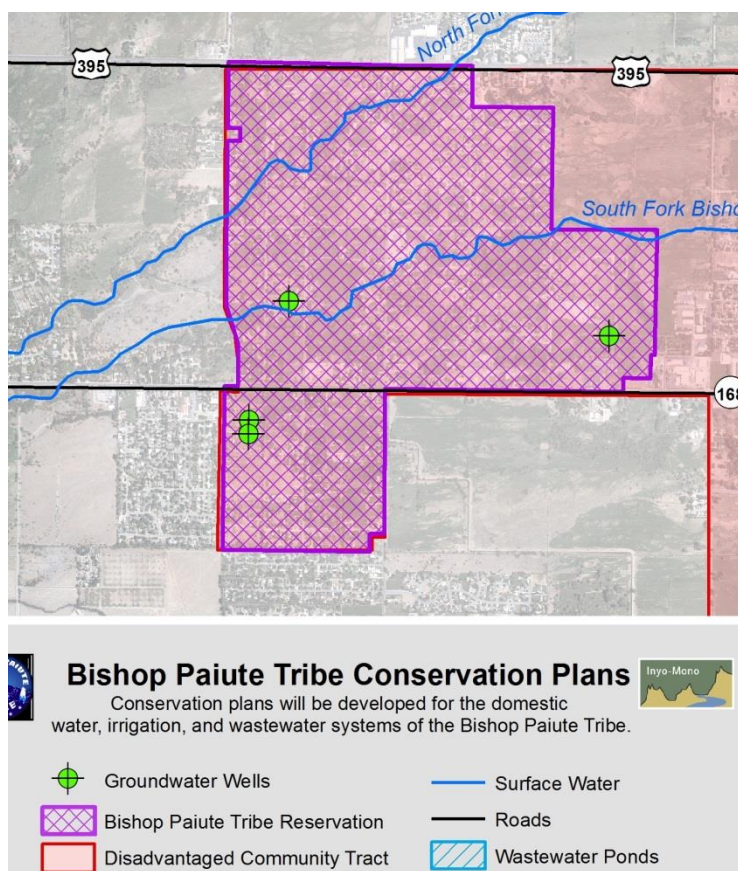 North Fork
395
395
South Fork Bisho
168
Bishop Paiute Tribe Conservation Plans
Inyo-Mono
Conservation plans will be developed for the domestic
water, irrigation, and wastewater systems of the Bishop Paiute Tribe.
Groundwater Wells
Surface Water
Bishop Paiute Tribe Reservation
Roads
Disadvantaged Community Tract
Wastewater Ponds